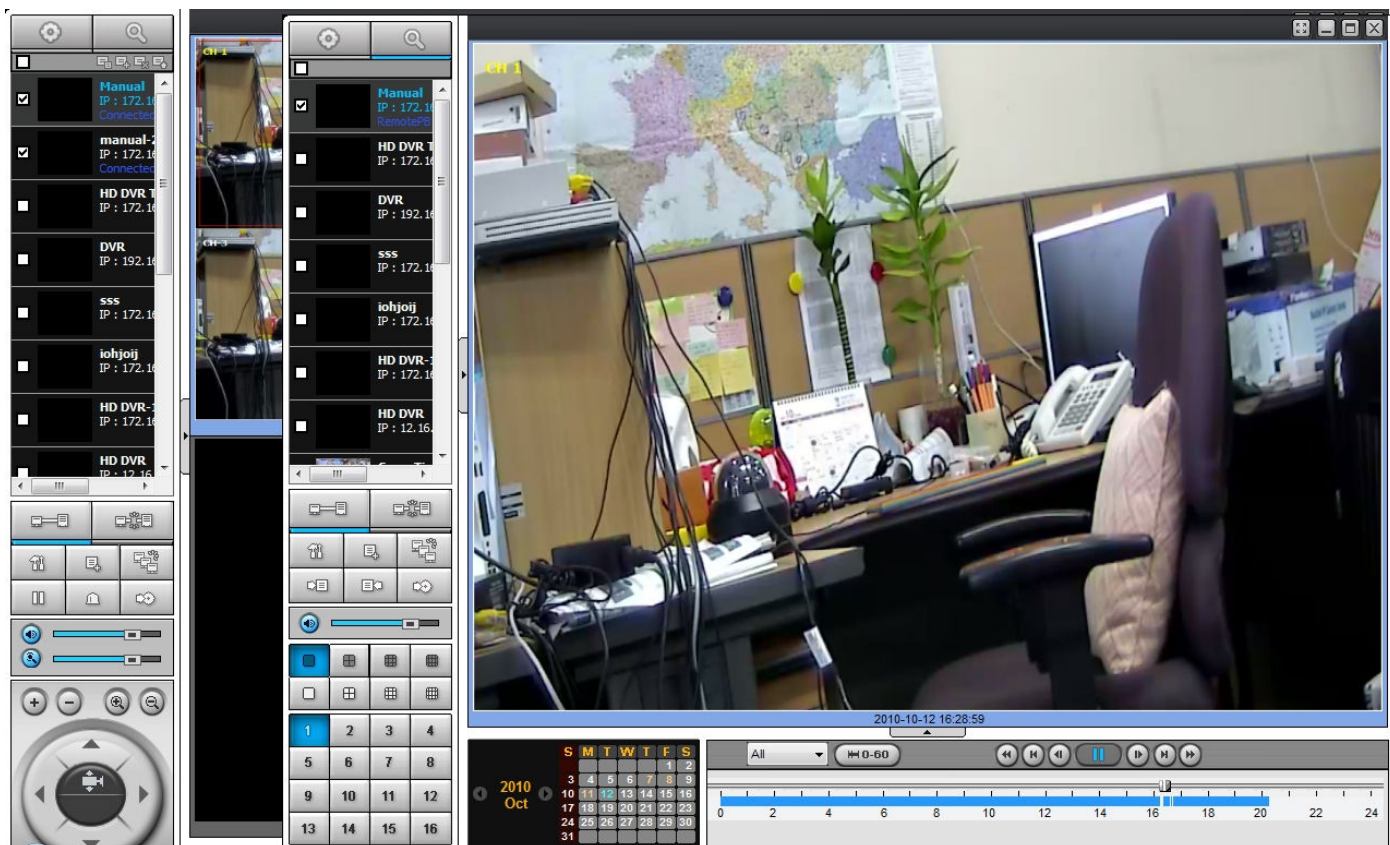 Manual
IP : 172.16
Connected
manual-2
IP : 172.16
Connected
HD DVR T
IP : 172.16
DVR
IP : 192.16
sss
IP : 172.16
iohjoij
IP : 172.16
HD DVR-1
IP : 172.16
HD DVR
IP : 12.16.
CH-1
CH-3
Manual
IP : 172.16
RemotePB
HD DVR T
IP : 172.16
DVR
IP : 192.16
sss
IP : 172.16
iohjoij
IP : 172.16
HD DVR-1
IP : 172.16
HD DVR
IP : 12.16.
1 2 3 4
5 6 7 8
9 10 11 12
13 14 15 16
CH 1
2010-10-12 16:28:59
2010
Oct
S M T W T F S
1 2
3 4 5 6 7 8 9
10 11 12 13 14 15 16
17 18 19 20 21 22 23
24 25 26 27 28 29 30
31
All
0-60
0 2 4 6 8 10 12 14 16 18 20 22 24